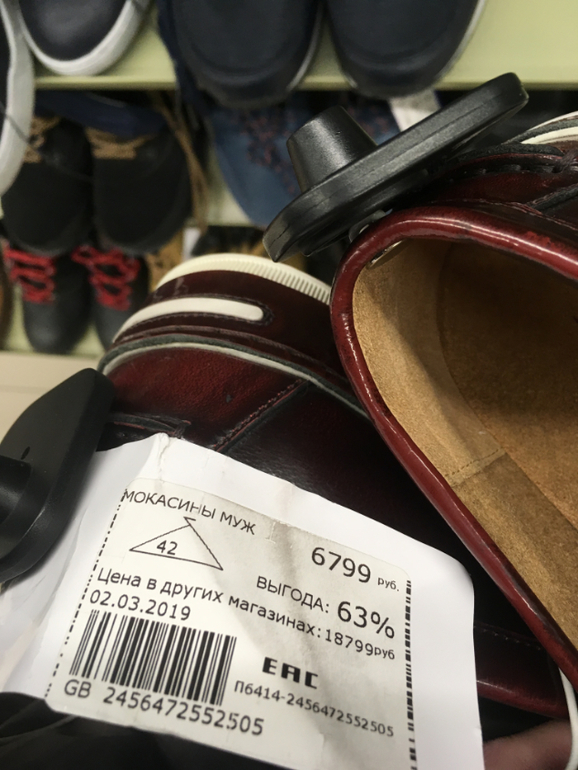 МОКАСИНЫ МУЖ
42
6799 руб.
ВЫГОДА: 63%
Цена в других магазинах: 18799руб
02.03.2019
EAC
GB 2456472552505
П6414-2456472552505